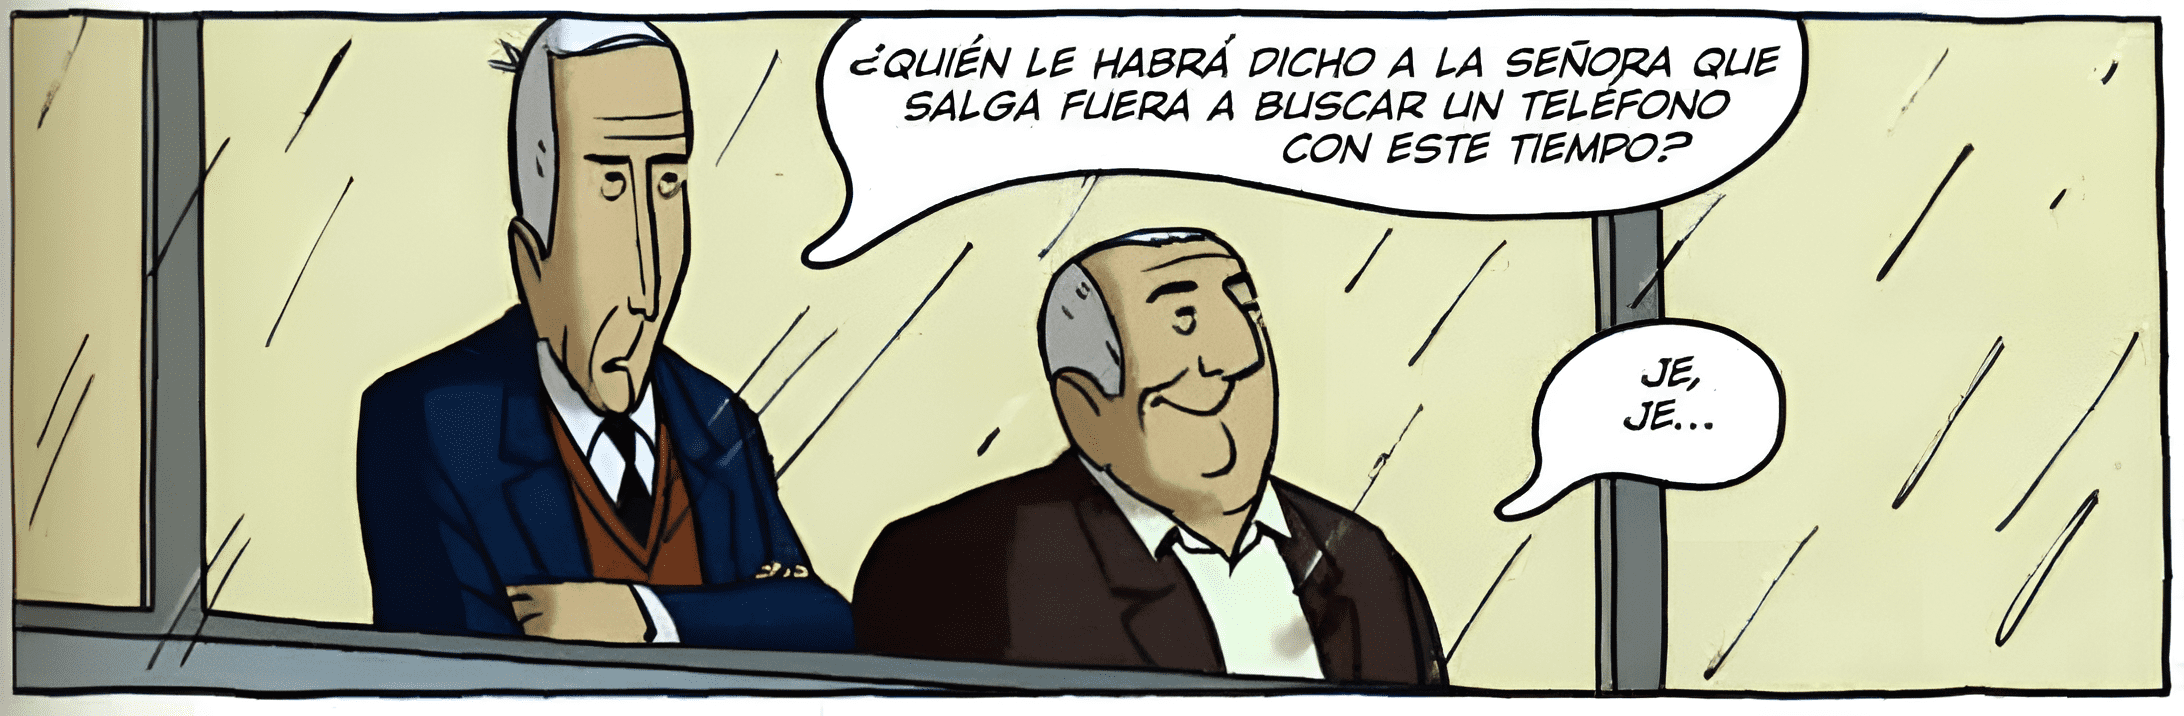 ¿QUIÉN LE HABRÁ DICHO A LA SEÑORA QUE
SALGA FUERA A BUSCAR UN TELÉFONO
CON ESTE TIEMPO?
JE,
JE...